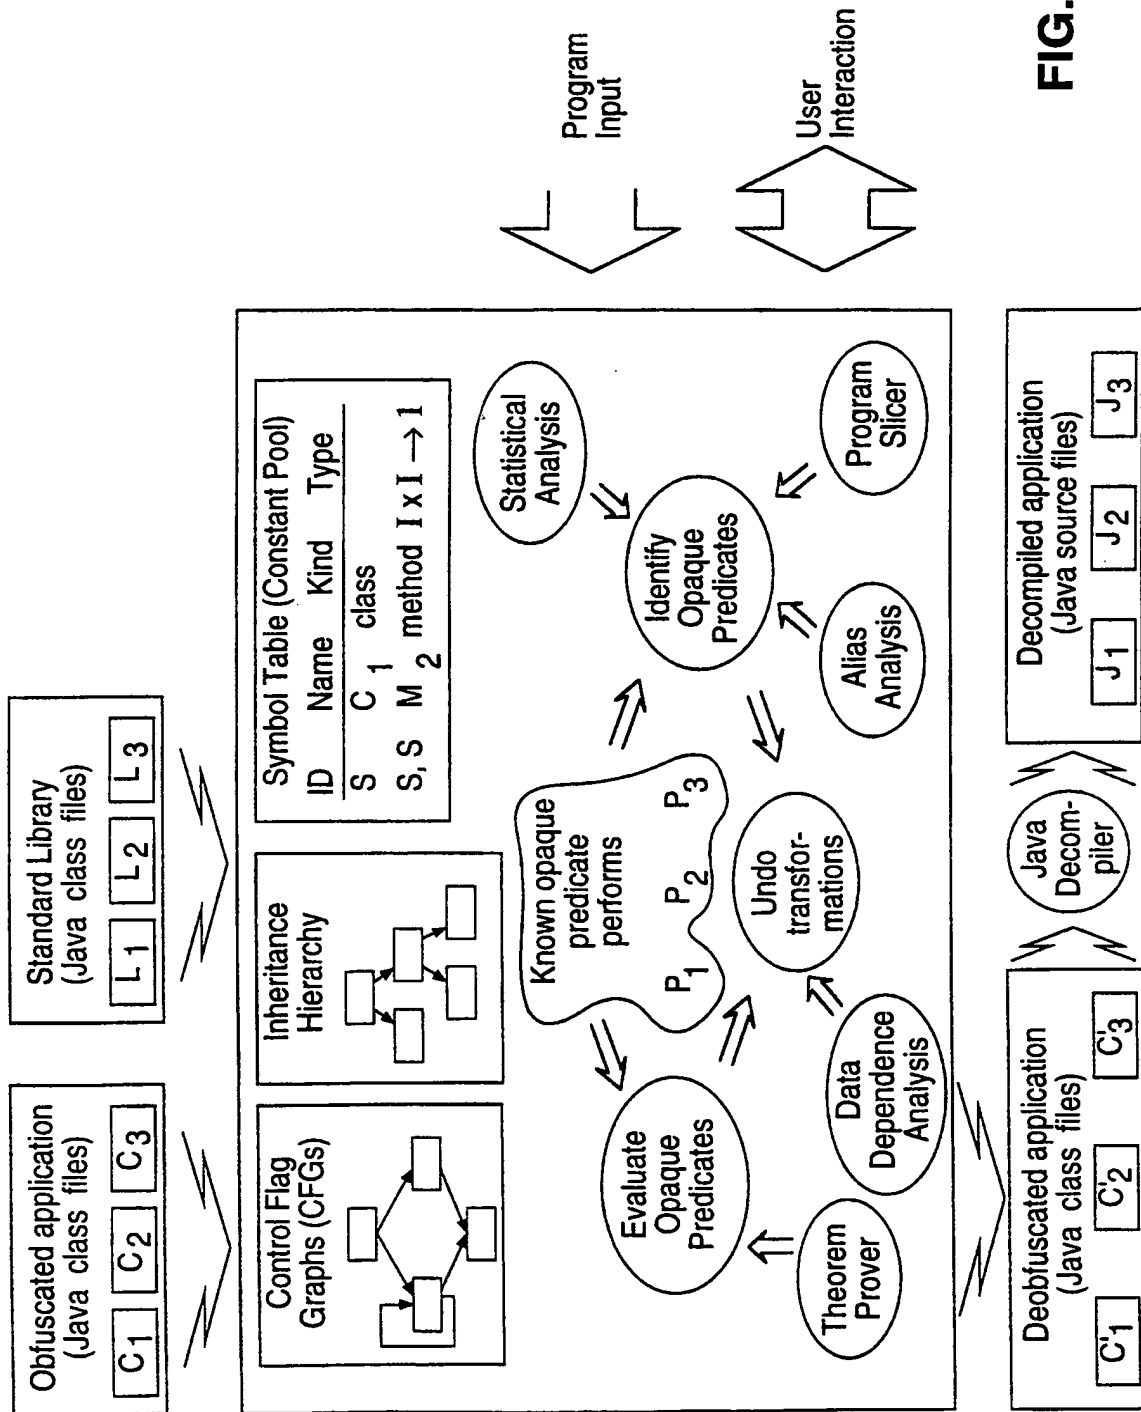 Obfuscated application
(Java class files)
C1 C2 C3
Standard Library
(Java class files)
L1 L2 L3
Control Flag
Graphs (CFGs)
Inheritance
Hierarchy
Symbol Table (Constant Pool)
ID Name Kind Type
S C1 class
S, S M2 method I x I → 1
Program
Input
User
Interaction
Statistical
Analysis
Known opaque
predicate
performs
P1 P2 P3
Identify
Opaque
Predicates
Evaluate
Opaque
Predicates
Undo
transfor-
mations
Program
Slicer
Alias
Analysis
Data
Dependence
Analysis
Theorem
Prover
Deobfuscated application
(Java class files)
C'1 C'2 C'3
Java
Decom-
piler
Decompiled application
(Java source files)
J1 J2 J3
FIG.